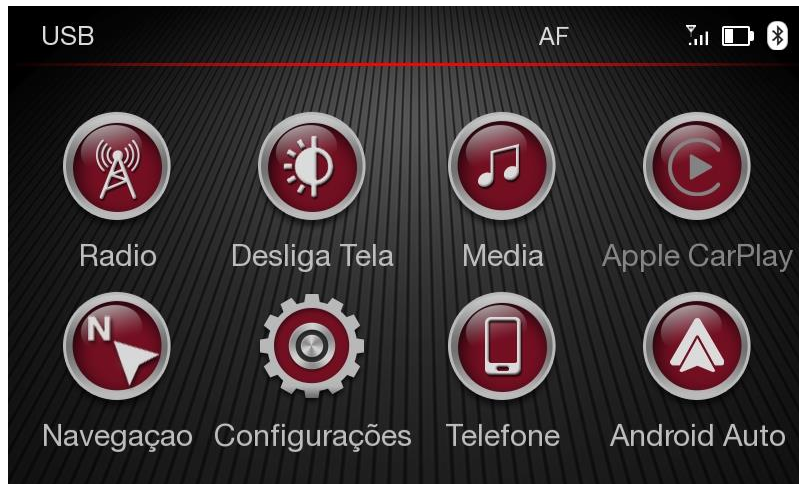 USB AF
Radio Desliga Tela Media Apple CarPlay
N
Navegaçao Configurações Telefone Android Auto